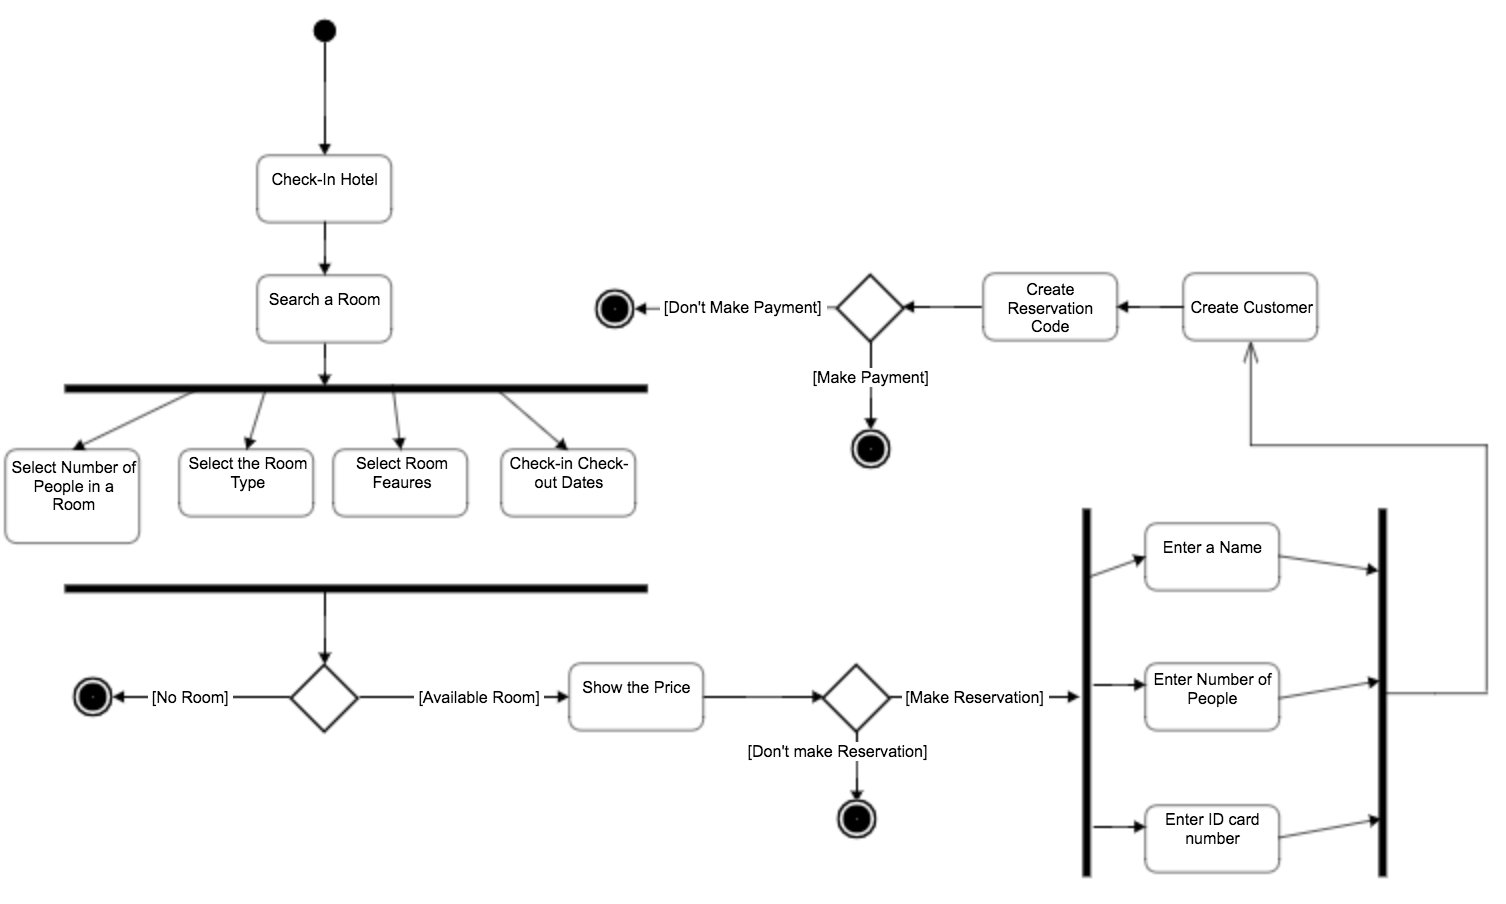 Check-In Hotel
Search a Room
Select Number of
People in a
Room
Select the Room
Type
Select Room
Feaures
Check-in Check-
out Dates
[No Room]
[Available Room]
Show the Price
[Make Reservation]
[Don't make Reservation]
Enter a Name
Enter Number of
People
Enter ID card
number
Create Customer
Create
Reservation
Code
[Don't Make Payment]
[Make Payment]